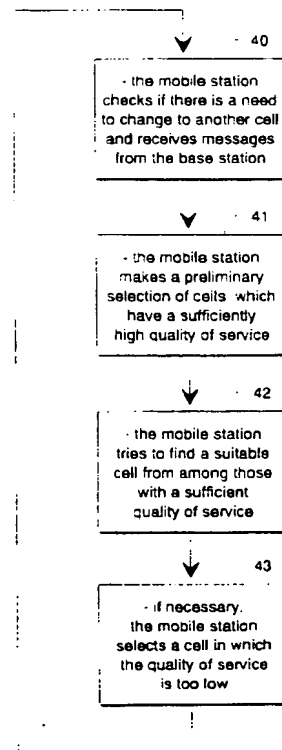 40
- the mobile station
checks if there is a need
to change to another cell
and receives messages
from the base station
41
- the mobile station
makes a preliminary
selection of cells which
have a sufficiently
high quality of service
42
- the mobile station
tries to find a suitable
cell from among those
with a sufficient
quality of service
43
- if necessary,
the mobile station
selects a cell in which
the quality of service
is too low